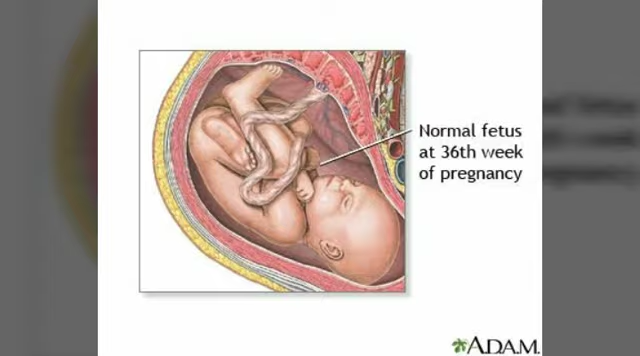 Normal fetus
at 36th week
of pregnancy
A.D.A.M.